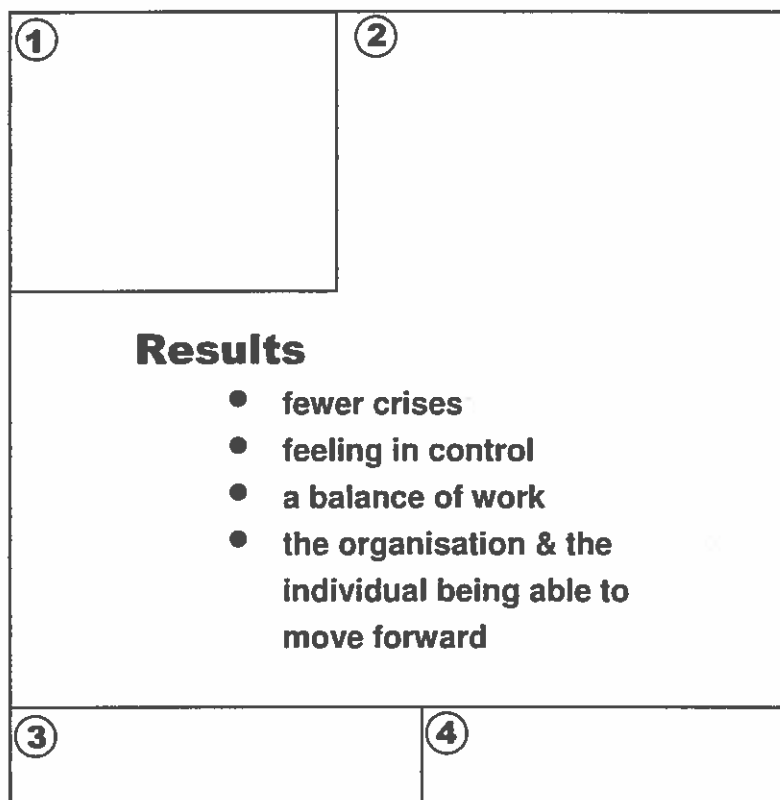 1
2
Results
● fewer crises
● feeling in control
● a balance of work
● the organisation & the
individual being able to
move forward
3
4